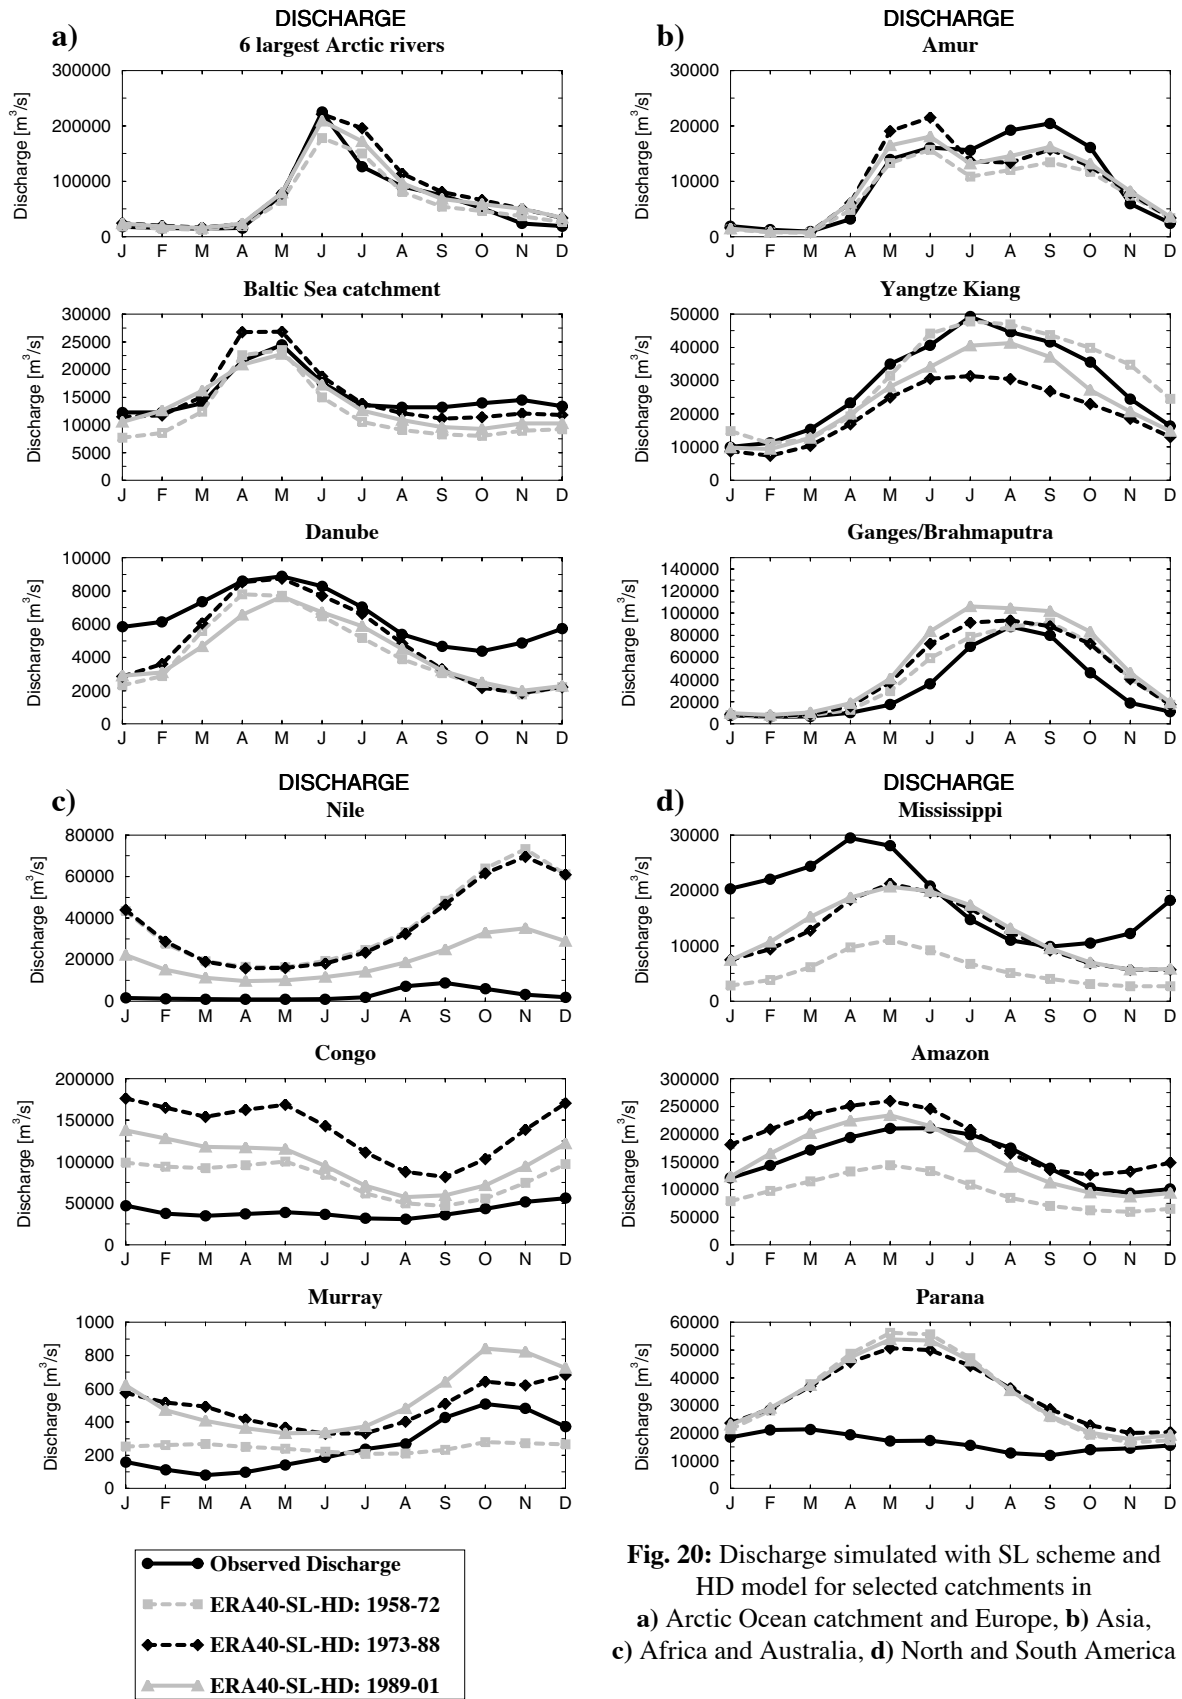 a)
DISCHARGE
6 largest Arctic rivers
Discharge [m³/s]
300000
200000
100000
0
J F M A M J J A S O N D
Baltic Sea catchment
Discharge [m³/s]
30000
25000
20000
15000
10000
5000
0
J F M A M J J A S O N D
Danube
Discharge [m³/s]
10000
8000
6000
4000
2000
0
J F M A M J J A S O N D
b)
DISCHARGE
Amur
Discharge [m³/s]
30000
20000
10000
0
J F M A M J J A S O N D
Yangtze Kiang
Discharge [m³/s]
50000
40000
30000
20000
10000
0
J F M A M J J A S O N D
Ganges/Brahmaputra
Discharge [m³/s]
140000
120000
100000
80000
60000
40000
20000
0
J F M A M J J A S O N D
c)
DISCHARGE
Nile
Discharge [m³/s]
80000
60000
40000
20000
0
J F M A M J J A S O N D
Congo
Discharge [m³/s]
200000
150000
100000
50000
0
J F M A M J J A S O N D
Murray
Discharge [m³/s]
1000
800
600
400
200
0
J F M A M J J A S O N D
d)
DISCHARGE
Mississippi
Discharge [m³/s]
30000
20000
10000
0
J F M A M J J A S O N D
Amazon
Discharge [m³/s]
300000
250000
200000
150000
100000
50000
0
J F M A M J J A S O N D
Parana
Discharge [m³/s]
60000
50000
40000
30000
20000
10000
0
J F M A M J J A S O N D
Observed Discharge
ERA40-SL-HD: 1958-72
ERA40-SL-HD: 1973-88
ERA40-SL-HD: 1989-01
Fig. 20: Discharge simulated with SL scheme and
HD model for selected catchments in
a) Arctic Ocean catchment and Europe, b) Asia,
c) Africa and Australia, d) North and South America